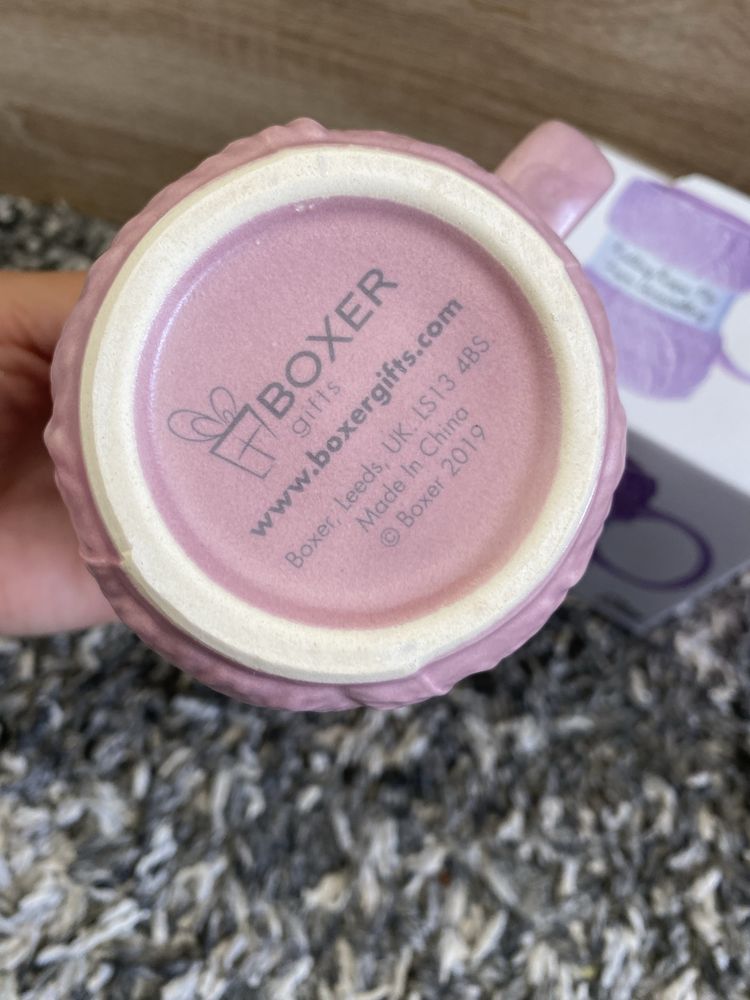 BOXER
gifts
www.boxergifts.com
Boxer, Leeds, UK. LS13 4BS.
Made In China
© Boxer 2019